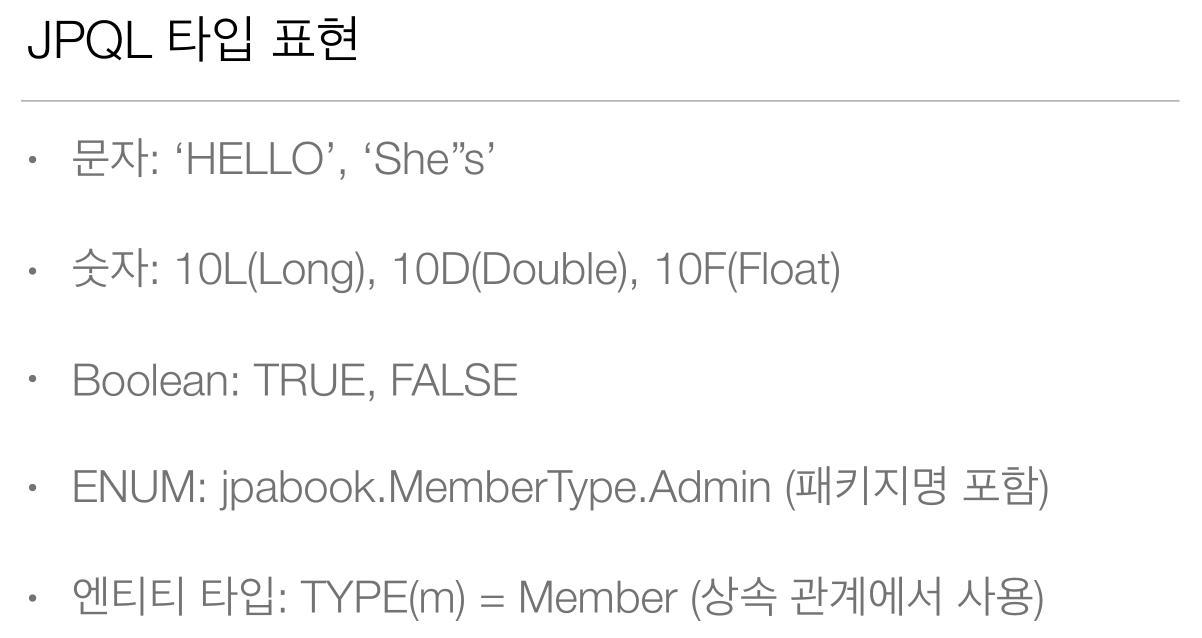 JPQL 타입 표현
• 문자: ‘HELLO’, ‘She”s’
• 숫자: 10L(Long), 10D(Double), 10F(Float)
• Boolean: TRUE, FALSE
• ENUM: jpabook.MemberType.Admin (패키지명 포함)
• 엔티티 타입: TYPE(m) = Member (상속 관계에서 사용)